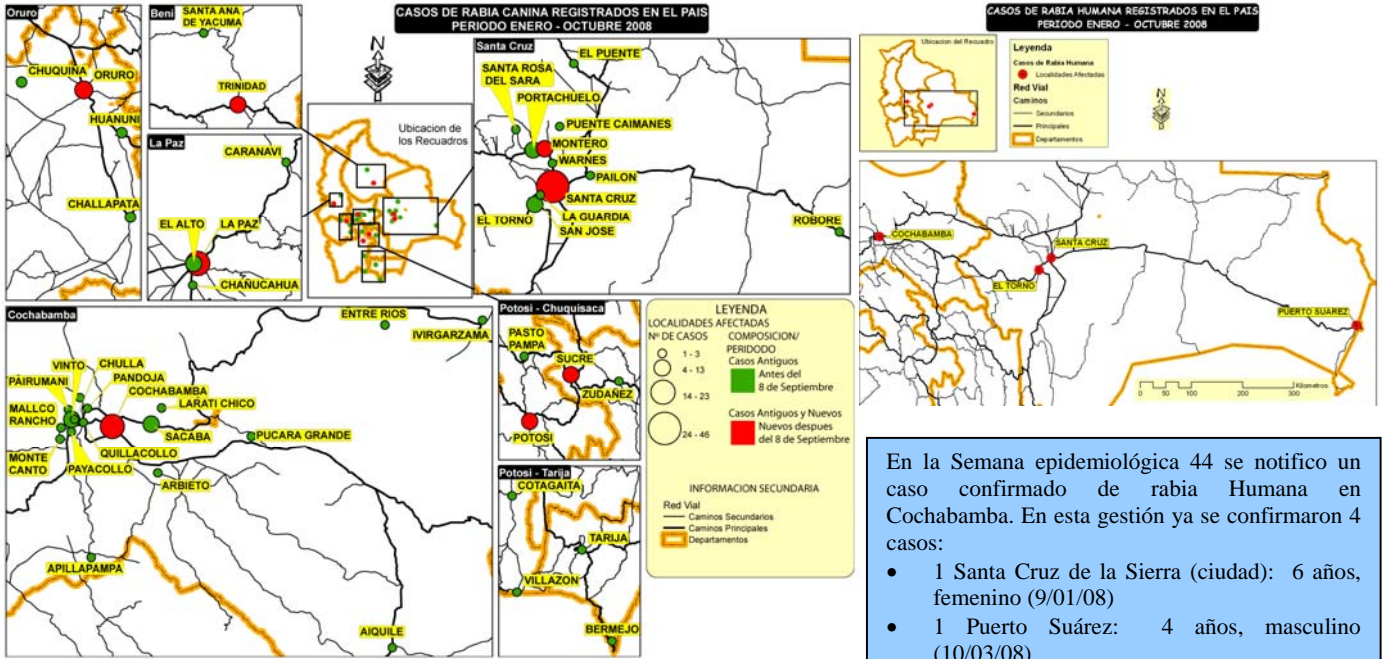 CASOS DE RABIA CANINA REGISTRADOS EN EL PAIS
PERIODO ENERO - OCTUBRE 2008
Oruro
CHUQUINA
ORURO
HUANUNI
CHALLAPATA
Beni
SANTA ANA
DE YACUMA
TRINIDAD
La Paz
CARANAVI
EL ALTO
LA PAZ
CHAÑUCAHUA
N
Ubicacion de
los Recuadros
Santa Cruz
EL PUENTE
SANTA ROSA
DEL SARA
PORTACHUELO
PUENTE CAIMANES
MONTERO
WARNES
PAILON
SANTA CRUZ
EL TORNO
LA GUARDIA
SAN JOSE
ROBORE
Cochabamba
ENTRE RIOS
IVIRGARZAMA
VINTO
CHULLA
PAIRUMANI
PANDOJA
COCHABAMBA
MALLCO
RANCHO
LARATI CHICO
SACABA
PUCARA GRANDE
MONTE
CANTO
QUILLACOLLO
PAYACOLLO
ARBIETO
APILLAPAMPA
AIQUILE
Potosi - Chuquisaca
PASTO
PAMPA
SUCRE
ZUDAÑEZ
POTOSI
Potosi - Tarija
COTAGAITA
TARIJA
VILLAZON
BERMEJO
LEYENDA
LOCALIDADES AFECTADAS
Nº DE CASOS
COMPOSICION/
PERIDODO
1 - 3
4 - 13
14 - 23
24 - 46
Casos Antiguos
Antes del
8 de Septiembre
Casos Antiguos y Nuevos
Nuevos despues
del 8 de Septiembre
INFORMACION SECUNDARIA
Red Vial
Caminos Secundarios
Caminos Principales
Departamentos
CASOS DE RABIA HUMANA REGISTRADOS EN EL PAIS
PERIODO ENERO - OCTUBRE 2008
Ubicacion del Recuadro
Leyenda
Casos de Rabia Humana
Localidades Afectadas
Red Vial
Caminos
Secundarios
Principales
Departamentos
N
COCHABAMBA
SANTA CRUZ
EL TORNO
PUERTO SUAREZ
0 50 100 200 300
Kilometros
En la Semana epidemiológica 44 se notifico un
caso confirmado de rabia Humana en
Cochabamba. En esta gestión ya se confirmaron 4
casos:
• 1 Santa Cruz de la Sierra (ciudad): 6 años,
femenino (9/01/08)
• 1 Puerto Suárez: 4 años, masculino
(10/03/08)